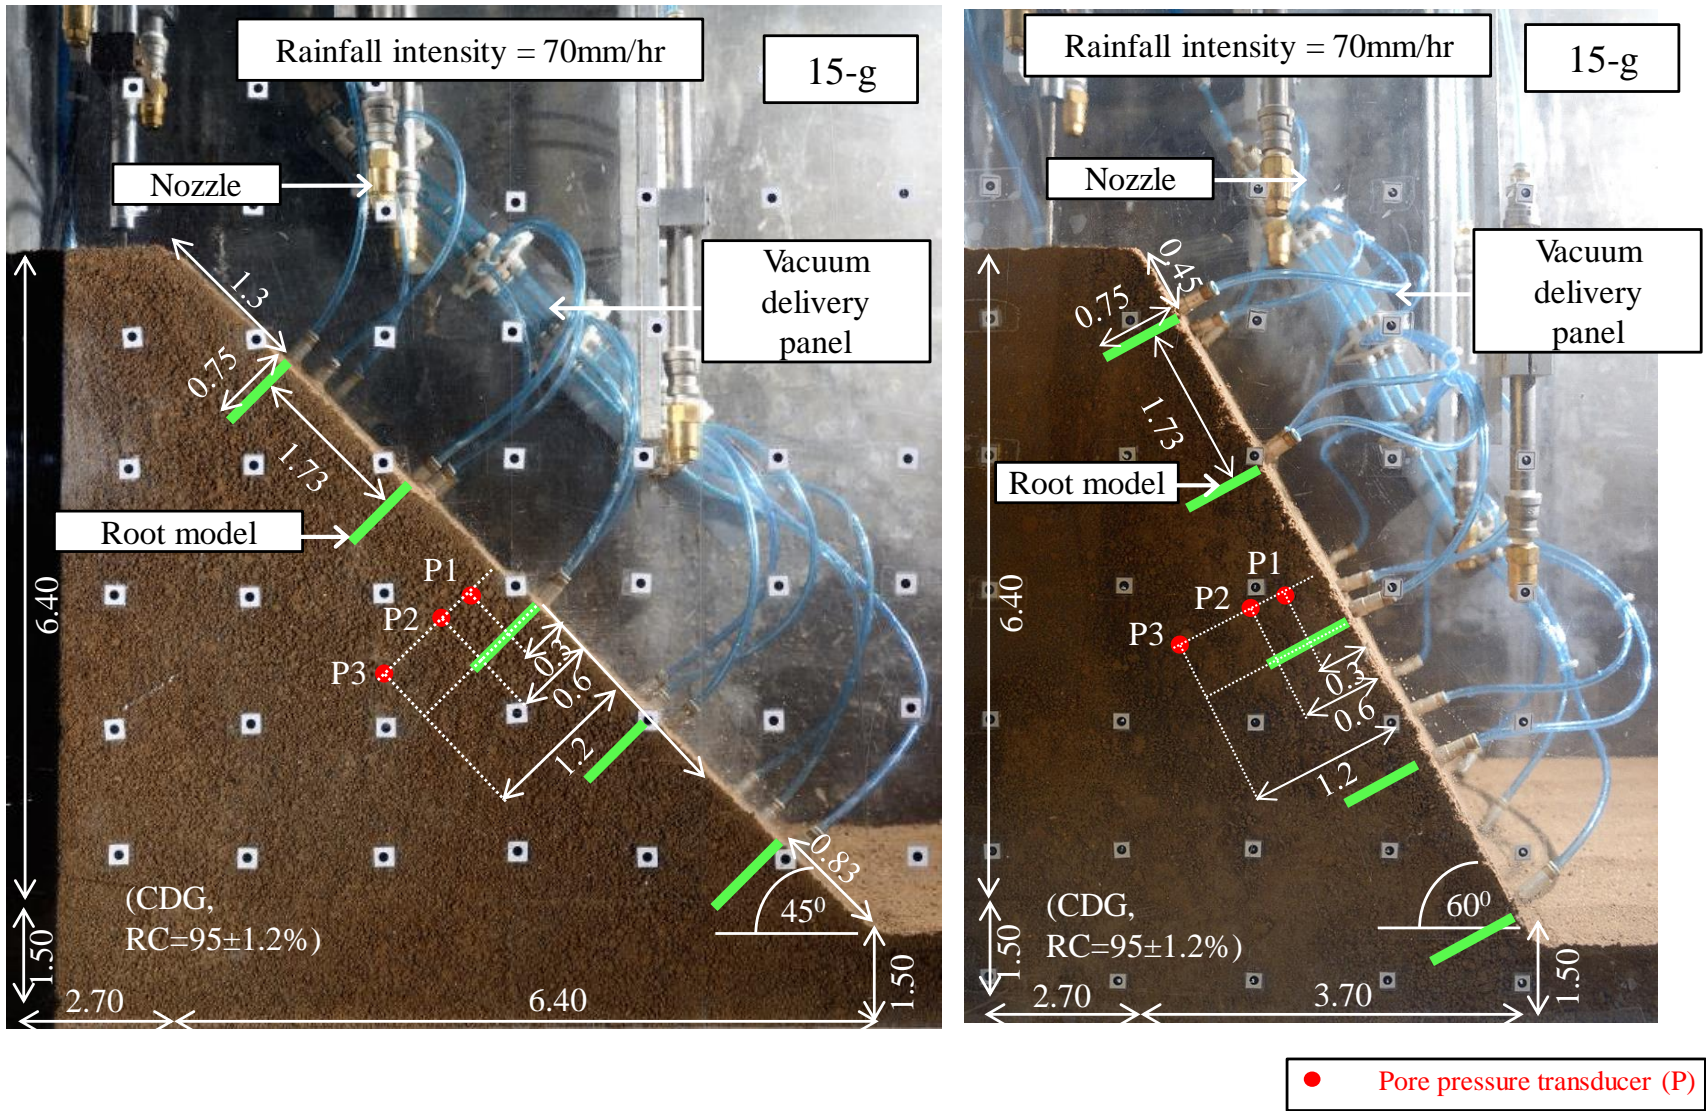 Rainfall intensity = 70mm/hr
15-g
Nozzle
Vacuum
delivery
panel
1.3
0.75
1.73
Root model
P1
P2
P3
6.40
0.3
0.6
1.2
0.83
45⁰
(CDG,
RC=95±1.2%)
1.50
1.50
2.70
6.40
Rainfall intensity = 70mm/hr
15-g
Nozzle
Vacuum
delivery
panel
0.45
0.75
1.73
Root model
P1
P2
P3
6.40
0.3
0.6
1.2
60⁰
(CDG,
RC=95±1.2%)
1.50
1.50
2.70
3.70
Pore pressure transducer (P)